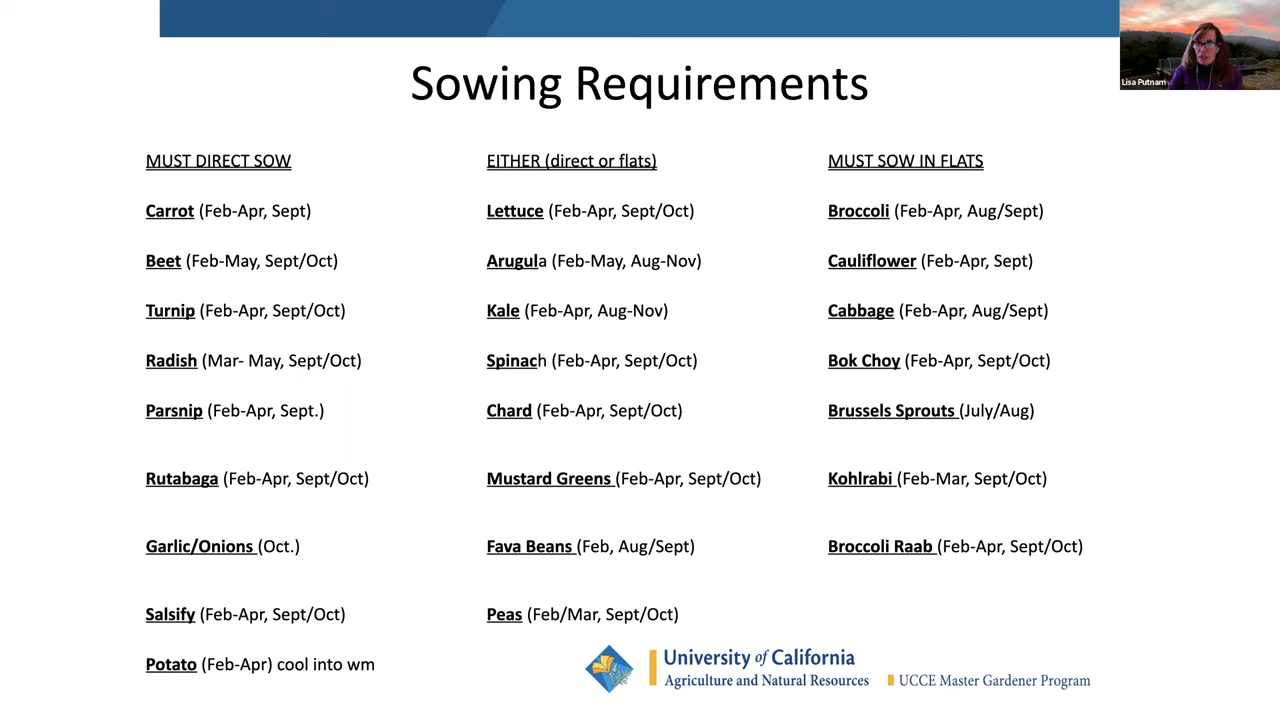 Lisa Putnam
Sowing Requirements
MUST DIRECT SOW
Carrot (Feb-Apr, Sept)
Beet (Feb-May, Sept/Oct)
Turnip (Feb-Apr, Sept/Oct)
Radish (Mar- May, Sept/Oct)
Parsnip (Feb-Apr, Sept.)
Rutabaga (Feb-Apr, Sept/Oct)
Garlic/Onions (Oct.)
Salsify (Feb-Apr, Sept/Oct)
Potato (Feb-Apr) cool into wm
EITHER (direct or flats)
Lettuce (Feb-Apr, Sept/Oct)
Arugula (Feb-May, Aug-Nov)
Kale (Feb-Apr, Aug-Nov)
Spinach (Feb-Apr, Sept/Oct)
Chard (Feb-Apr, Sept/Oct)
Mustard Greens (Feb-Apr, Sept/Oct)
Fava Beans (Feb, Aug/Sept)
Peas (Feb/Mar, Sept/Oct)
MUST SOW IN FLATS
Broccoli (Feb-Apr, Aug/Sept)
Cauliflower (Feb-Apr, Sept)
Cabbage (Feb-Apr, Aug/Sept)
Bok Choy (Feb-Apr, Sept/Oct)
Brussels Sprouts (July/Aug)
Kohlrabi (Feb-Mar, Sept/Oct)
Broccoli Raab (Feb-Apr, Sept/Oct)
University of California
Agriculture and Natural Resources
UCCE Master Gardener Program